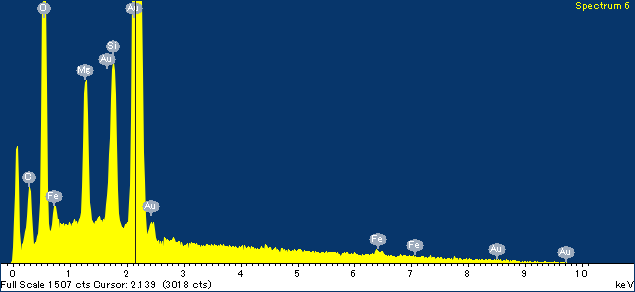 Spectrum 6
O Au
Si
Au
Mg
O
Fe
Au
Fe Fe Au Au
0 1 2 3 4 5 6 7 8 9 10
Full Scale 1507 cts Cursor: 2.139 (3018 cts) keV